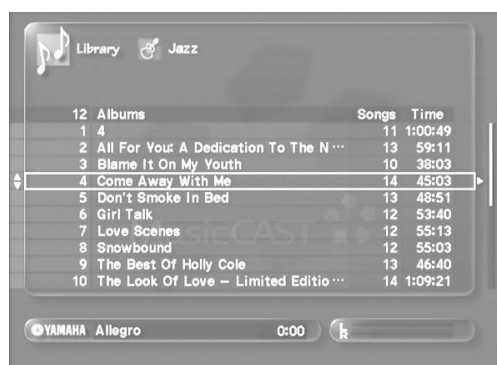 Library Jazz
12 Albums Songs Time
1 4 11 1:00:49
2 All For You: A Dedication To The N… 13 59:11
3 Blame It On My Youth 10 38:03
4 Come Away With Me 14 45:03
5 Don't Smoke In Bed 13 48:51
6 Girl Talk 12 53:40
7 Love Scenes 12 55:13
8 Snowbound 12 55:03
9 The Best Of Holly Cole 13 46:40
10 The Look Of Love – Limited Editio… 14 1:09:21
MusicCAST
YAMAHA Allegro 0:00